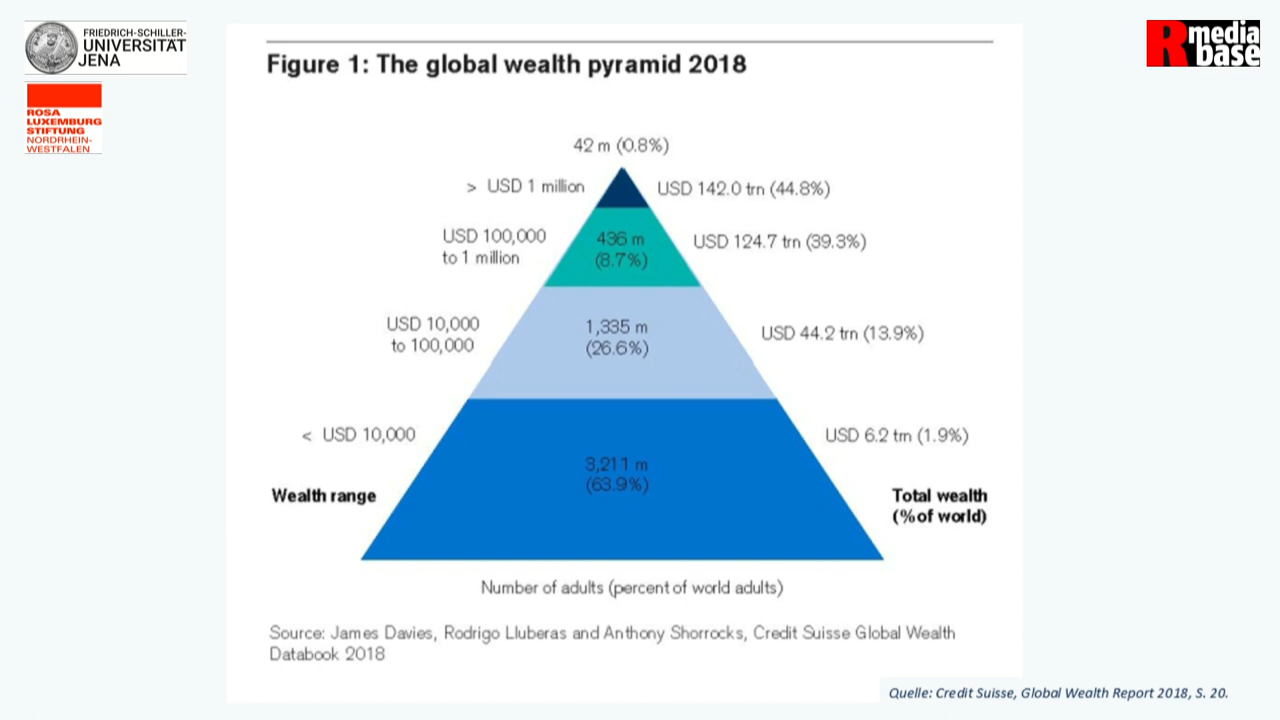 FRIEDRICH-SCHILLER-
UNIVERSITÄT
JENA
ROSA
LUXEMBURG
STIFTUNG
NORDRHEIN-
WESTFALEN
R media
base
Figure 1: The global wealth pyramid 2018
42 m (0.8%)
> USD 1 million
USD 142.0 trn (44.8%)
USD 100,000
to 1 million
436 m
(8.7%)
USD 124.7 trn (39.3%)
USD 10,000
to 100,000
1,335 m
(26.6%)
USD 44.2 trn (13.9%)
< USD 10,000
3,211 m
(63.9%)
USD 6.2 trn (1.9%)
Wealth range
Total wealth
(% of world)
Number of adults (percent of world adults)
Source: James Davies, Rodrigo Lluberas and Anthony Shorrocks, Credit Suisse Global Wealth
Databook 2018
Quelle: Credit Suisse, Global Wealth Report 2018, S. 20.